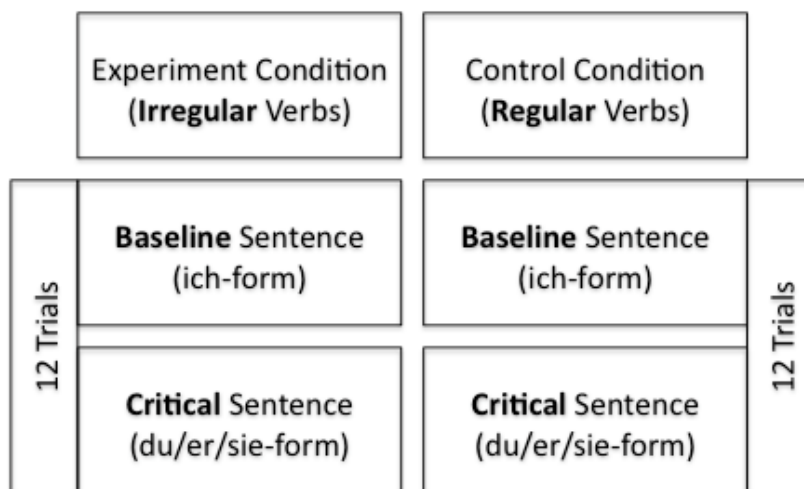 Experiment Condition
(Irregular Verbs)
Control Condition
(Regular Verbs)
12 Trials
Baseline Sentence
(ich-form)
Baseline Sentence
(ich-form)
12 Trials
Critical Sentence
(du/er/sie-form)
Critical Sentence
(du/er/sie-form)